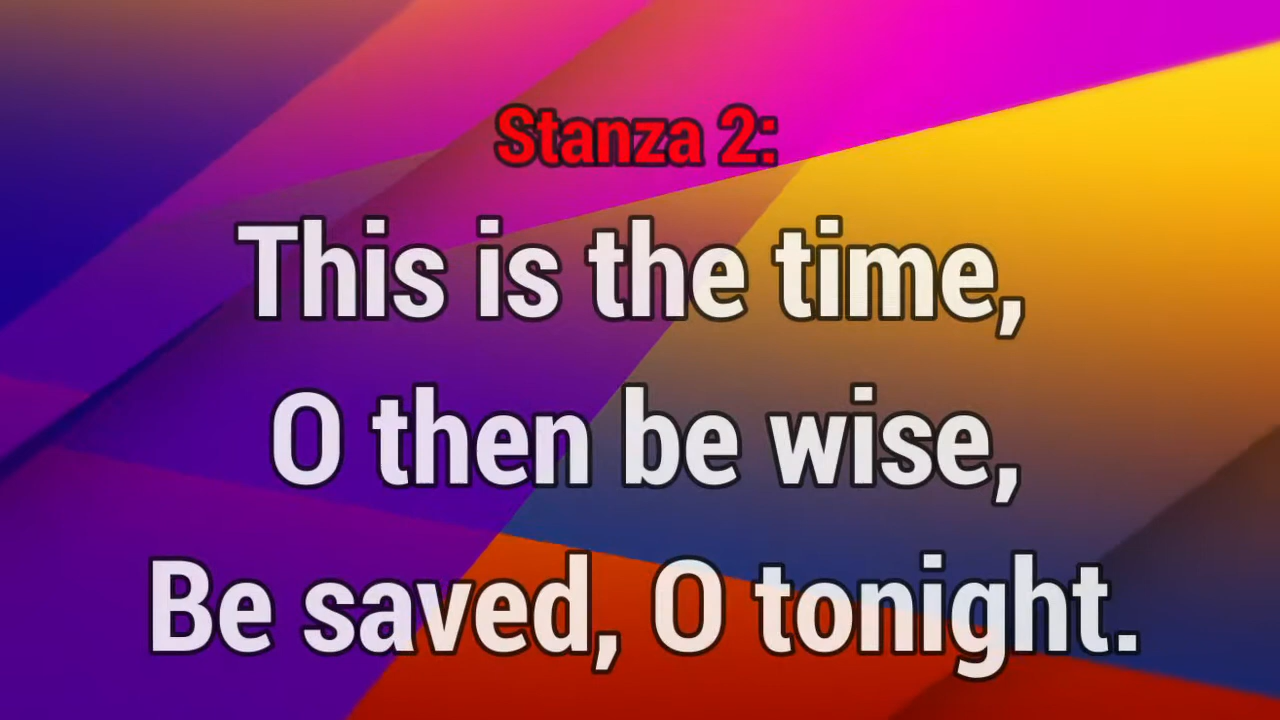 Stanza 2:
This is the time,
O then be wise,
Be saved, O tonight.